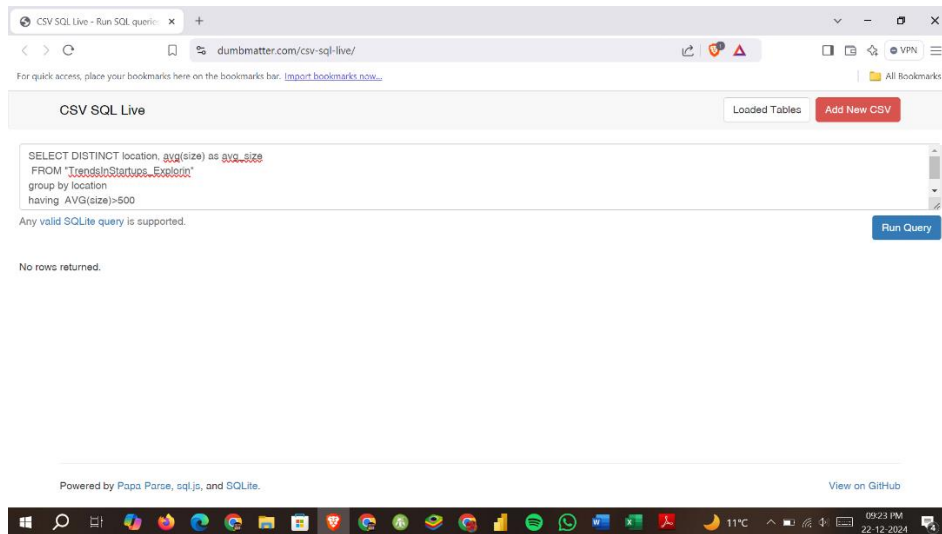 CSV SQL Live - Run SQL queries
dumbmatter.com/csv-sql-live/
VPN
For quick access, place your bookmarks here on the bookmarks bar. Import bookmarks now...
All Bookmarks
CSV SQL Live
Loaded Tables
Add New CSV
SELECT DISTINCT location, avg(size) as avg_size
FROM "TrendsInStartups_Explorin"
group by location
having AVG(size)>500
Any valid SQLite query is supported.
Run Query
No rows returned.
Powered by Papa Parse, sql.js, and SQLite.
View on GitHub
11°C
09:23 PM
22-12-2024